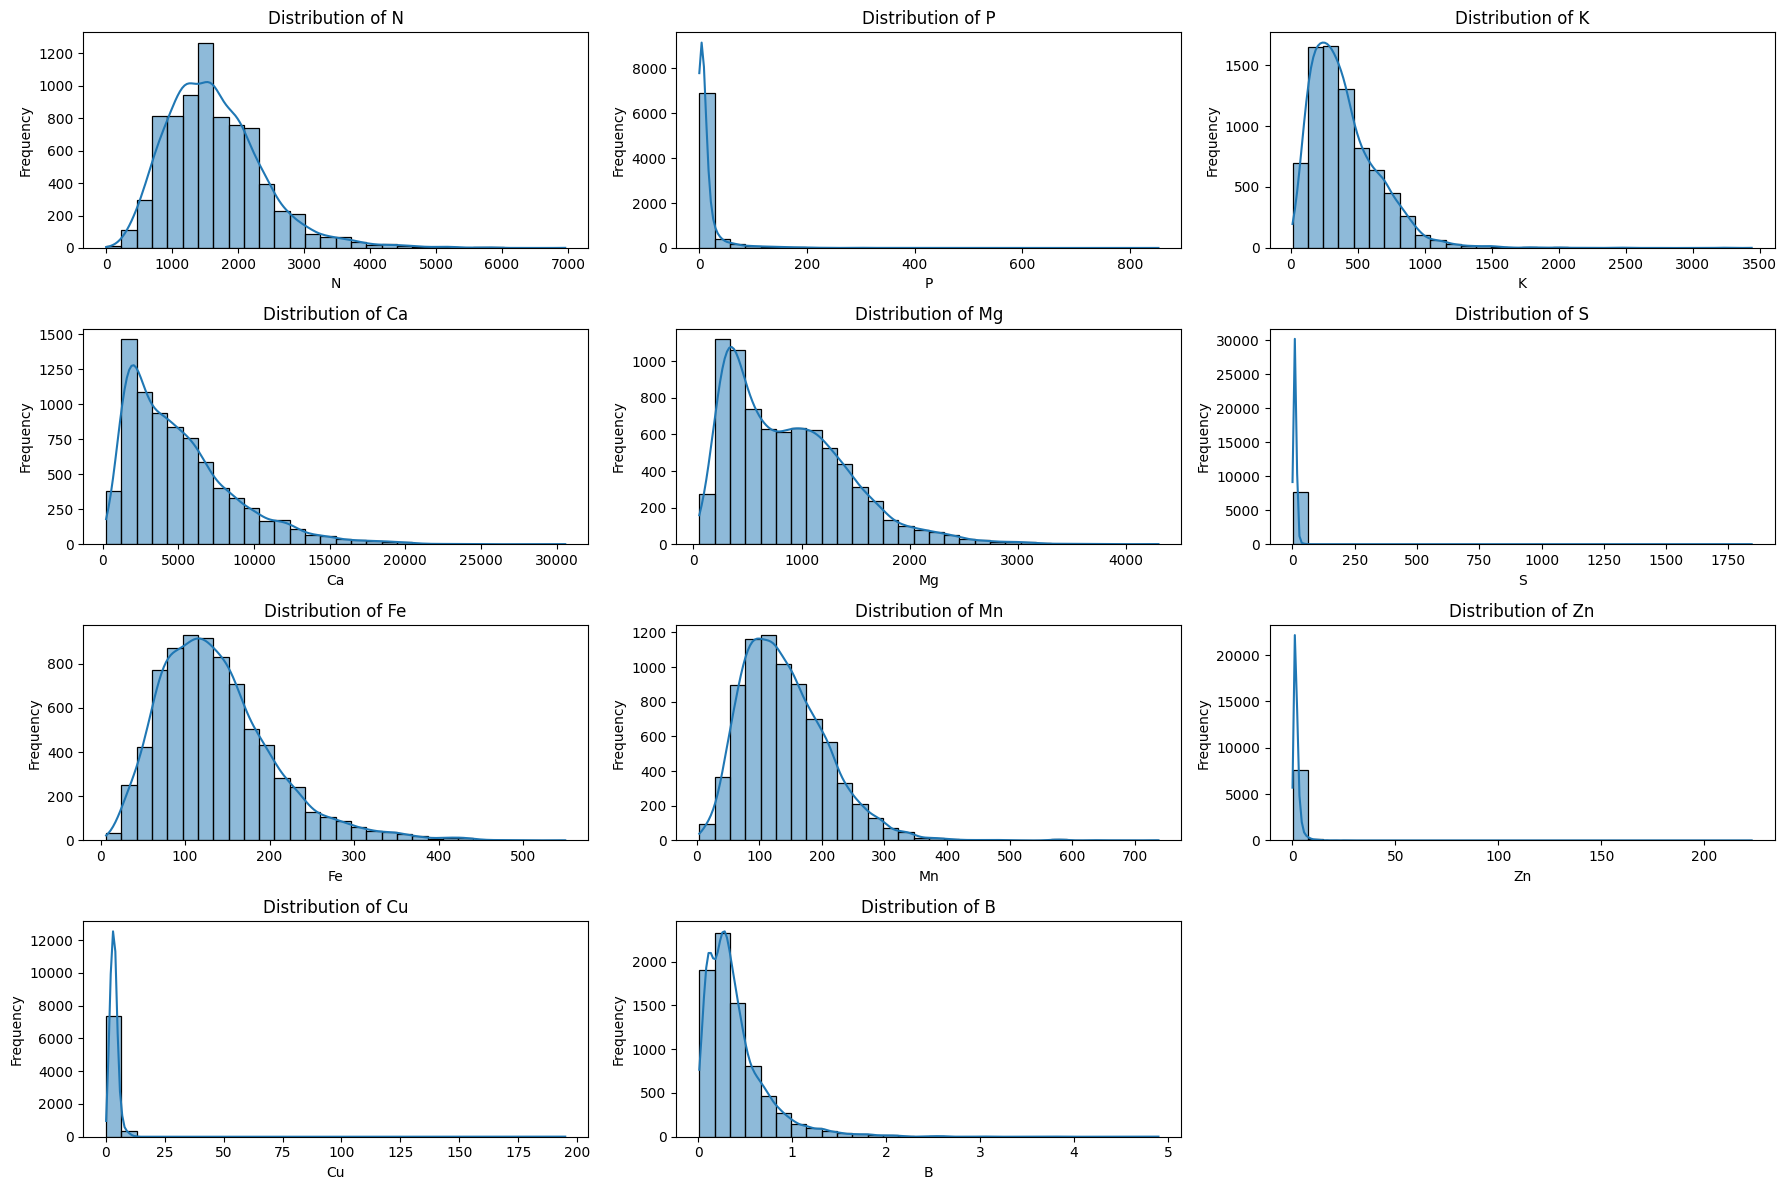 Distribution of N
Distribution of P
Distribution of K
1200
1000
800
600
400
200
0
Frequency
0 1000 2000 3000 4000 5000 6000 7000
N
8000
6000
4000
2000
0
Frequency
0 200 400 600 800
P
1500
1000
500
0
Frequency
0 500 1000 1500 2000 2500 3000 3500
K
Distribution of Ca
Distribution of Mg
Distribution of S
1500
1250
1000
750
500
250
0
Frequency
0 5000 10000 15000 20000 25000 30000
Ca
1000
800
600
400
200
0
Frequency
0 1000 2000 3000 4000
Mg
30000
25000
20000
15000
10000
5000
0
Frequency
0 250 500 750 1000 1250 1500 1750
S
Distribution of Fe
Distribution of Mn
Distribution of Zn
800
600
400
200
0
Frequency
0 100 200 300 400 500
Fe
1200
1000
800
600
400
200
0
Frequency
0 100 200 300 400 500 600 700
Mn
20000
15000
10000
5000
0
Frequency
0 50 100 150 200
Zn
Distribution of Cu
Distribution of B
12000
10000
8000
6000
4000
2000
0
Frequency
0 25 50 75 100 125 150 175 200
Cu
2000
1500
1000
500
0
Frequency
0 1 2 3 4 5
B